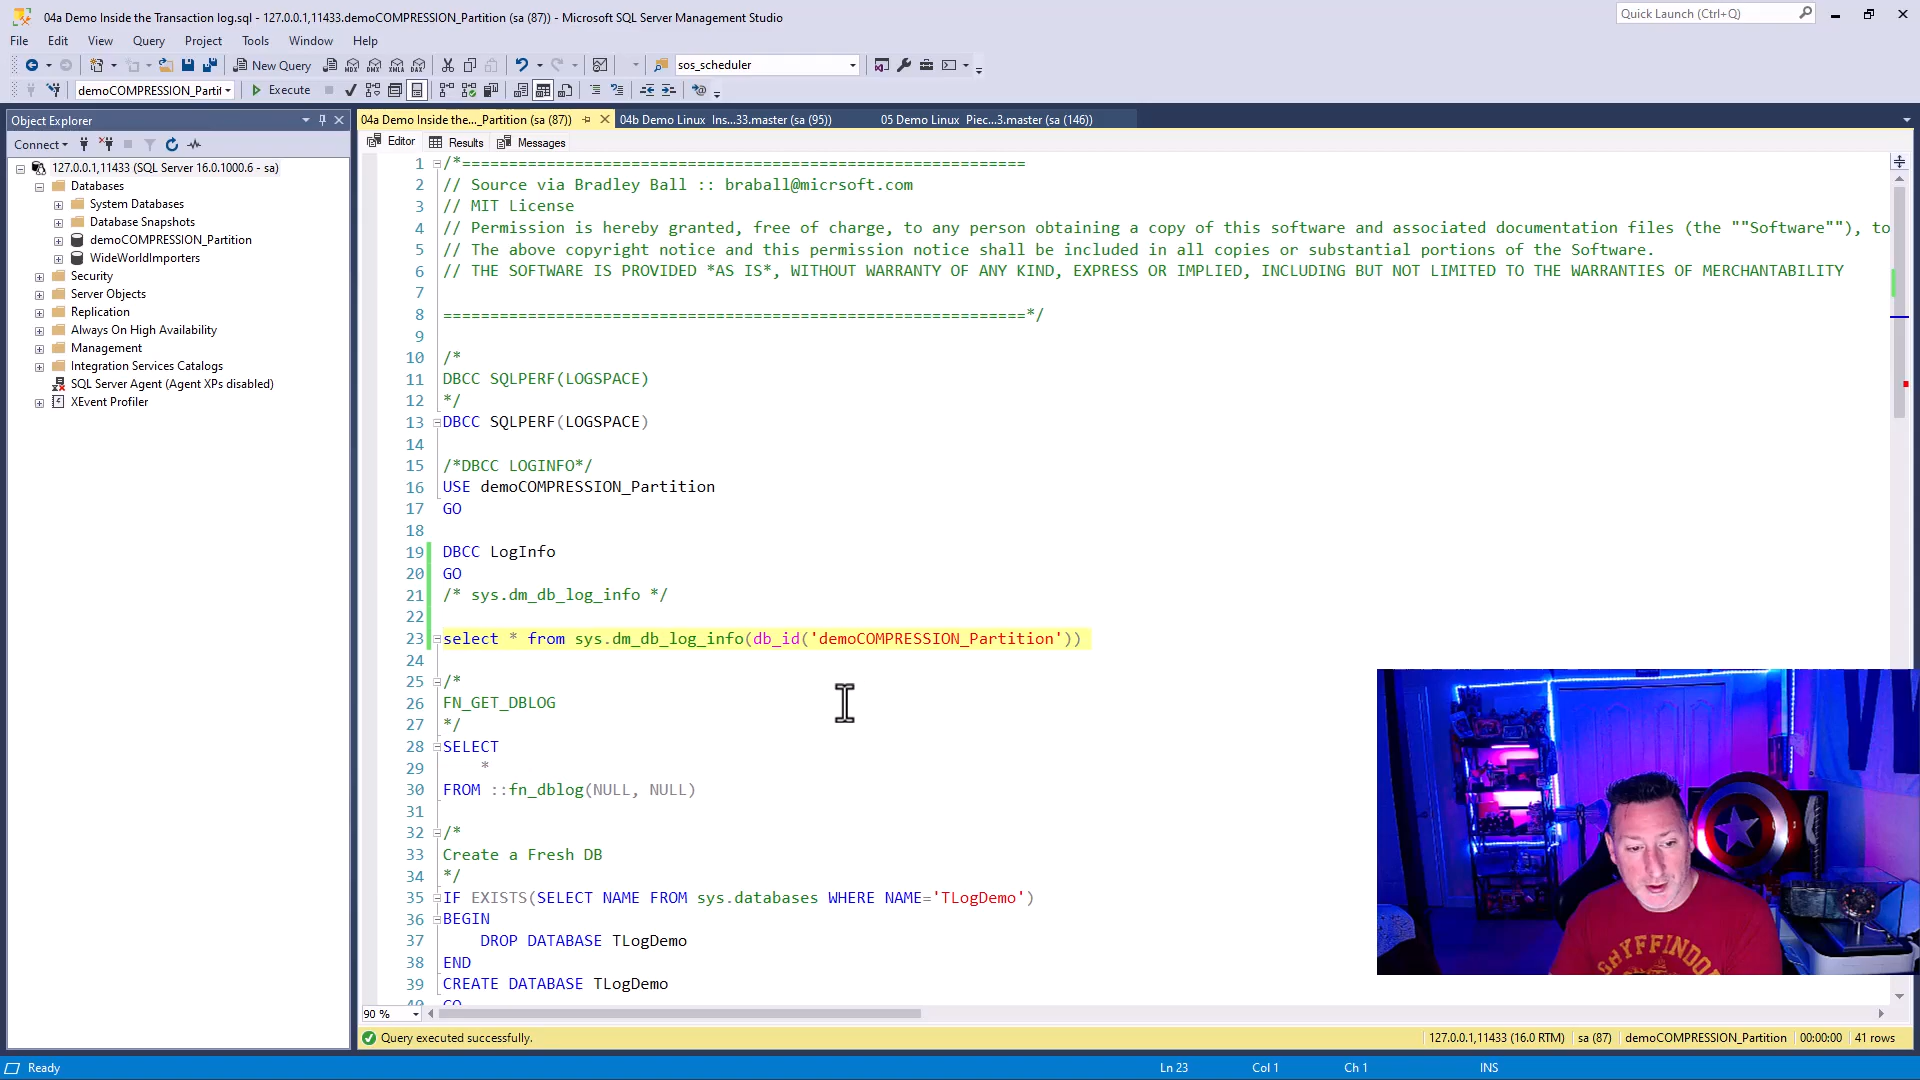 04a Demo Inside the Transaction log.sql - 127.0.0.1,11433.demoCOMPRESSION_Partition (sa (87)) - Microsoft SQL Server Management Studio
Quick Launch (Ctrl+Q)
File Edit View Query Project Tools Window Help
New Query sos_scheduler
demoCOMPRESSION_Partit Execute
Object Explorer
Connect
127.0.0.1,11433 (SQL Server 16.0.1000.6 - sa)
Databases
System Databases
Database Snapshots
demoCOMPRESSION_Partition
WideWorldImporters
Security
Server Objects
Replication
Always On High Availability
Management
Integration Services Catalogs
SQL Server Agent (Agent XPs disabled)
XEvent Profiler
04a Demo Inside the..._Partition (sa (87)) 04b Demo Linux Ins...33.master (sa (95)) 05 Demo Linux Piec...3.master (sa (146))
Editor Results Messages
1 /*============================================================
2 // Source via Bradley Ball :: braball@micrsoft.com
3 // MIT License
4 // Permission is hereby granted, free of charge, to any person obtaining a copy of this software and associated documentation files (the ""Software""), to
5 // The above copyright notice and this permission notice shall be included in all copies or substantial portions of the Software.
6 // THE SOFTWARE IS PROVIDED *AS IS*, WITHOUT WARRANTY OF ANY KIND, EXPRESS OR IMPLIED, INCLUDING BUT NOT LIMITED TO THE WARRANTIES OF MERCHANTABILITY
7
8 ==============================================================*/
9
10 /*
11 DBCC SQLPERF(LOGSPACE)
12 */
13 DBCC SQLPERF(LOGSPACE)
14
15 /*DBCC LOGINFO*/
16 USE demoCOMPRESSION_Partition
17 GO
18
19 DBCC LogInfo
20 GO
21 /* sys.dm_db_log_info */
22
23 select * from sys.dm_db_log_info(db_id('demoCOMPRESSION_Partition'))
24
25 /*
26 FN_GET_DBLOG
27 */
28 SELECT
29 *
30 FROM ::fn_dblog(NULL, NULL)
31
32 /*
33 Create a Fresh DB
34 */
35 IF EXISTS(SELECT NAME FROM sys.databases WHERE NAME='TLogDemo')
36 BEGIN
37 DROP DATABASE TLogDemo
38 END
39 CREATE DATABASE TLogDemo
40 GO
GRYFFINDOR
90 %
Query executed successfully. 127.0.0.1,11433 (16.0 RTM) sa (87) demoCOMPRESSION_Partition 00:00:00 41 rows
Ready Ln 23 Col 1 Ch 1 INS